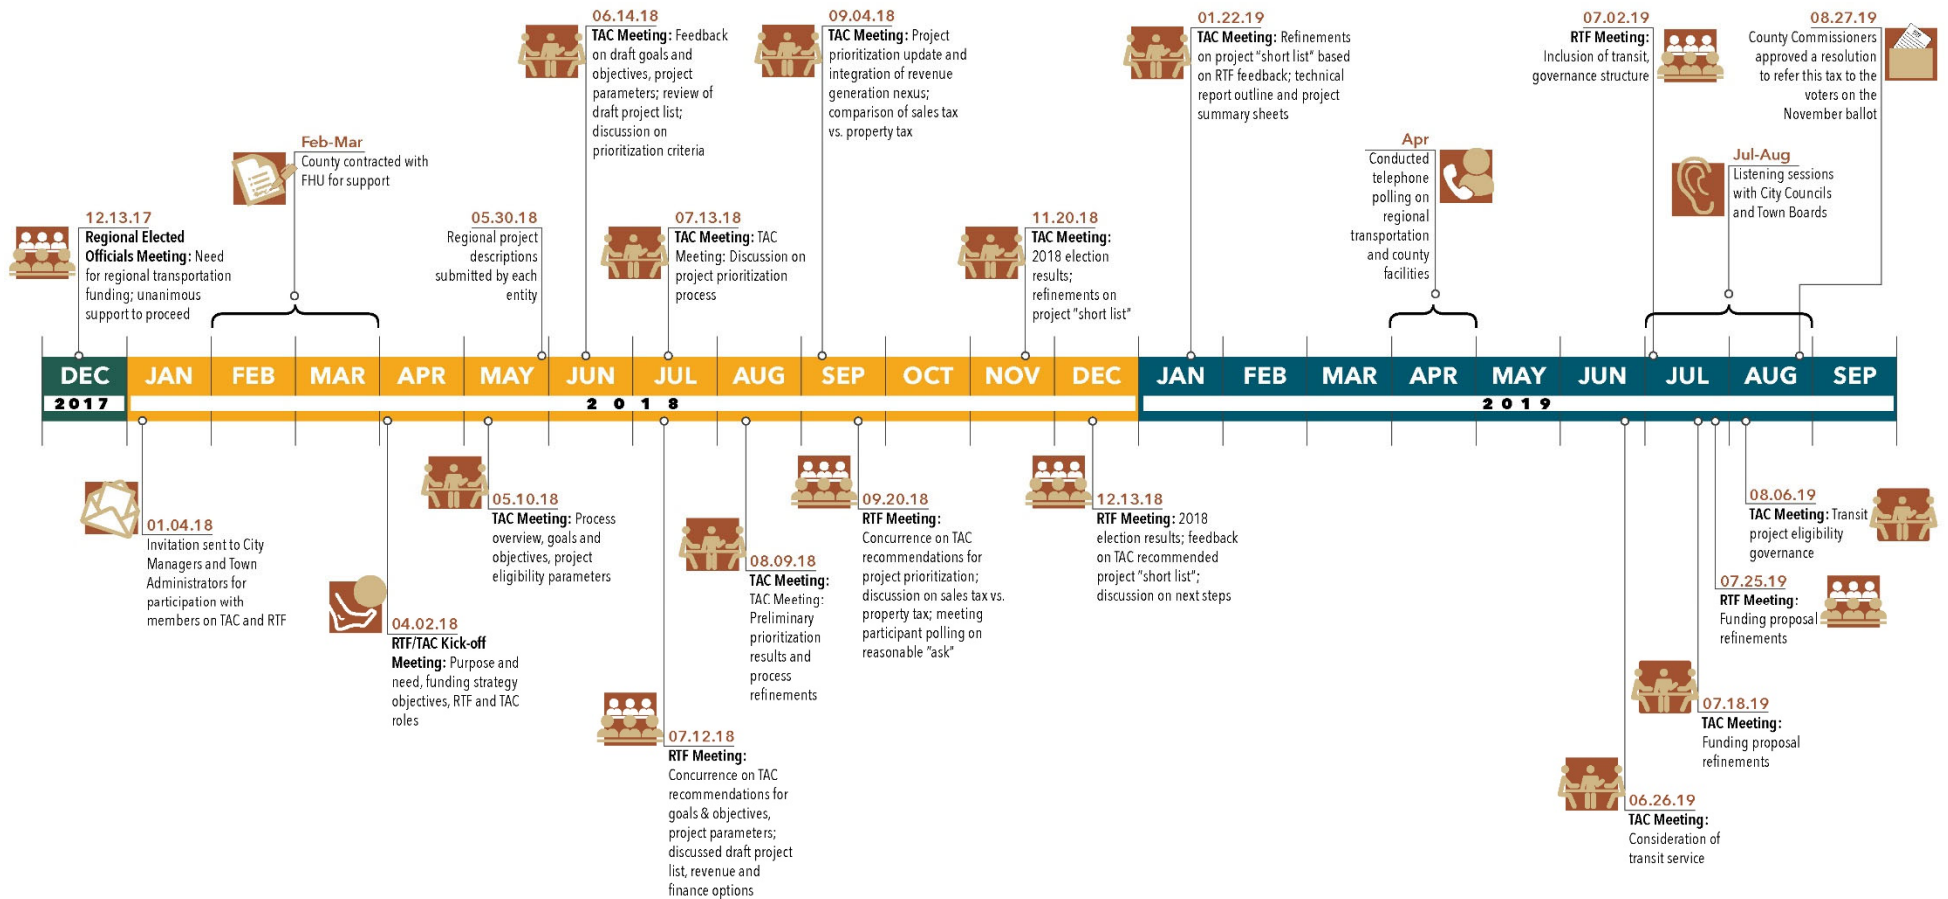 06.14.18
TAC Meeting: Feedback
on draft goals and
objectives, project
parameters; review of
draft project list;
discussion on
prioritization criteria
09.04.18
TAC Meeting: Project
prioritization update and
integration of revenue
generation nexus;
comparison of sales tax
vs. property tax
01.22.19
TAC Meeting: Refinements
on project "short list" based
on RTF feedback; technical
report outline and project
summary sheets
07.02.19
RTF Meeting:
Inclusion of transit,
governance structure
08.27.19
County Commissioners
approved a resolution
to refer this tax to the
voters on the
November ballot
Feb-Mar
County contracted with
FHU for support
Apr
Conducted
telephone
polling on
regional
transportation
and county
facilities
Jul-Aug
Listening sessions
with City Councils
and Town Boards
12.13.17
Regional Elected
Officials Meeting: Need
for regional transportation
funding; unanimous
support to proceed
05.30.18
Regional project
descriptions
submitted by each
entity
07.13.18
TAC Meeting: TAC
Meeting: Discussion on
project prioritization
process
11.20.18
TAC Meeting:
2018 election
results;
refinements on
project "short list"
DEC JAN FEB MAR APR MAY JUN JUL AUG SEP OCT NOV DEC JAN FEB MAR APR MAY JUN JUL AUG SEP
2017 2018 2019
01.04.18
Invitation sent to City
Managers and Town
Administrators for
participation with
members on TAC and RTF
04.02.18
RTF/TAC Kick-off
Meeting: Purpose and
need, funding strategy
objectives, RTF and TAC
roles
05.10.18
TAC Meeting: Process
overview, goals and
objectives, project
eligibility parameters
07.12.18
RTF Meeting:
Concurrence on TAC
recommendations for
goals & objectives,
project parameters;
discussed draft project
list, revenue and
finance options
08.09.18
TAC Meeting:
TAC Meeting:
Preliminary
prioritization
results and
process
refinements
09.20.18
RTF Meeting:
Concurrence on TAC
recommendations for
project prioritization;
discussion on sales tax vs.
property tax; meeting
participant polling on
reasonable "ask"
12.13.18
RTF Meeting: 2018
election results; feedback
on TAC recommended
project "short list";
discussion on next steps
06.26.19
TAC Meeting:
Consideration of
transit service
07.18.19
TAC Meeting:
Funding proposal
refinements
07.25.19
RTF Meeting:
Funding proposal
refinements
08.06.19
TAC Meeting: Transit
project eligibility
governance